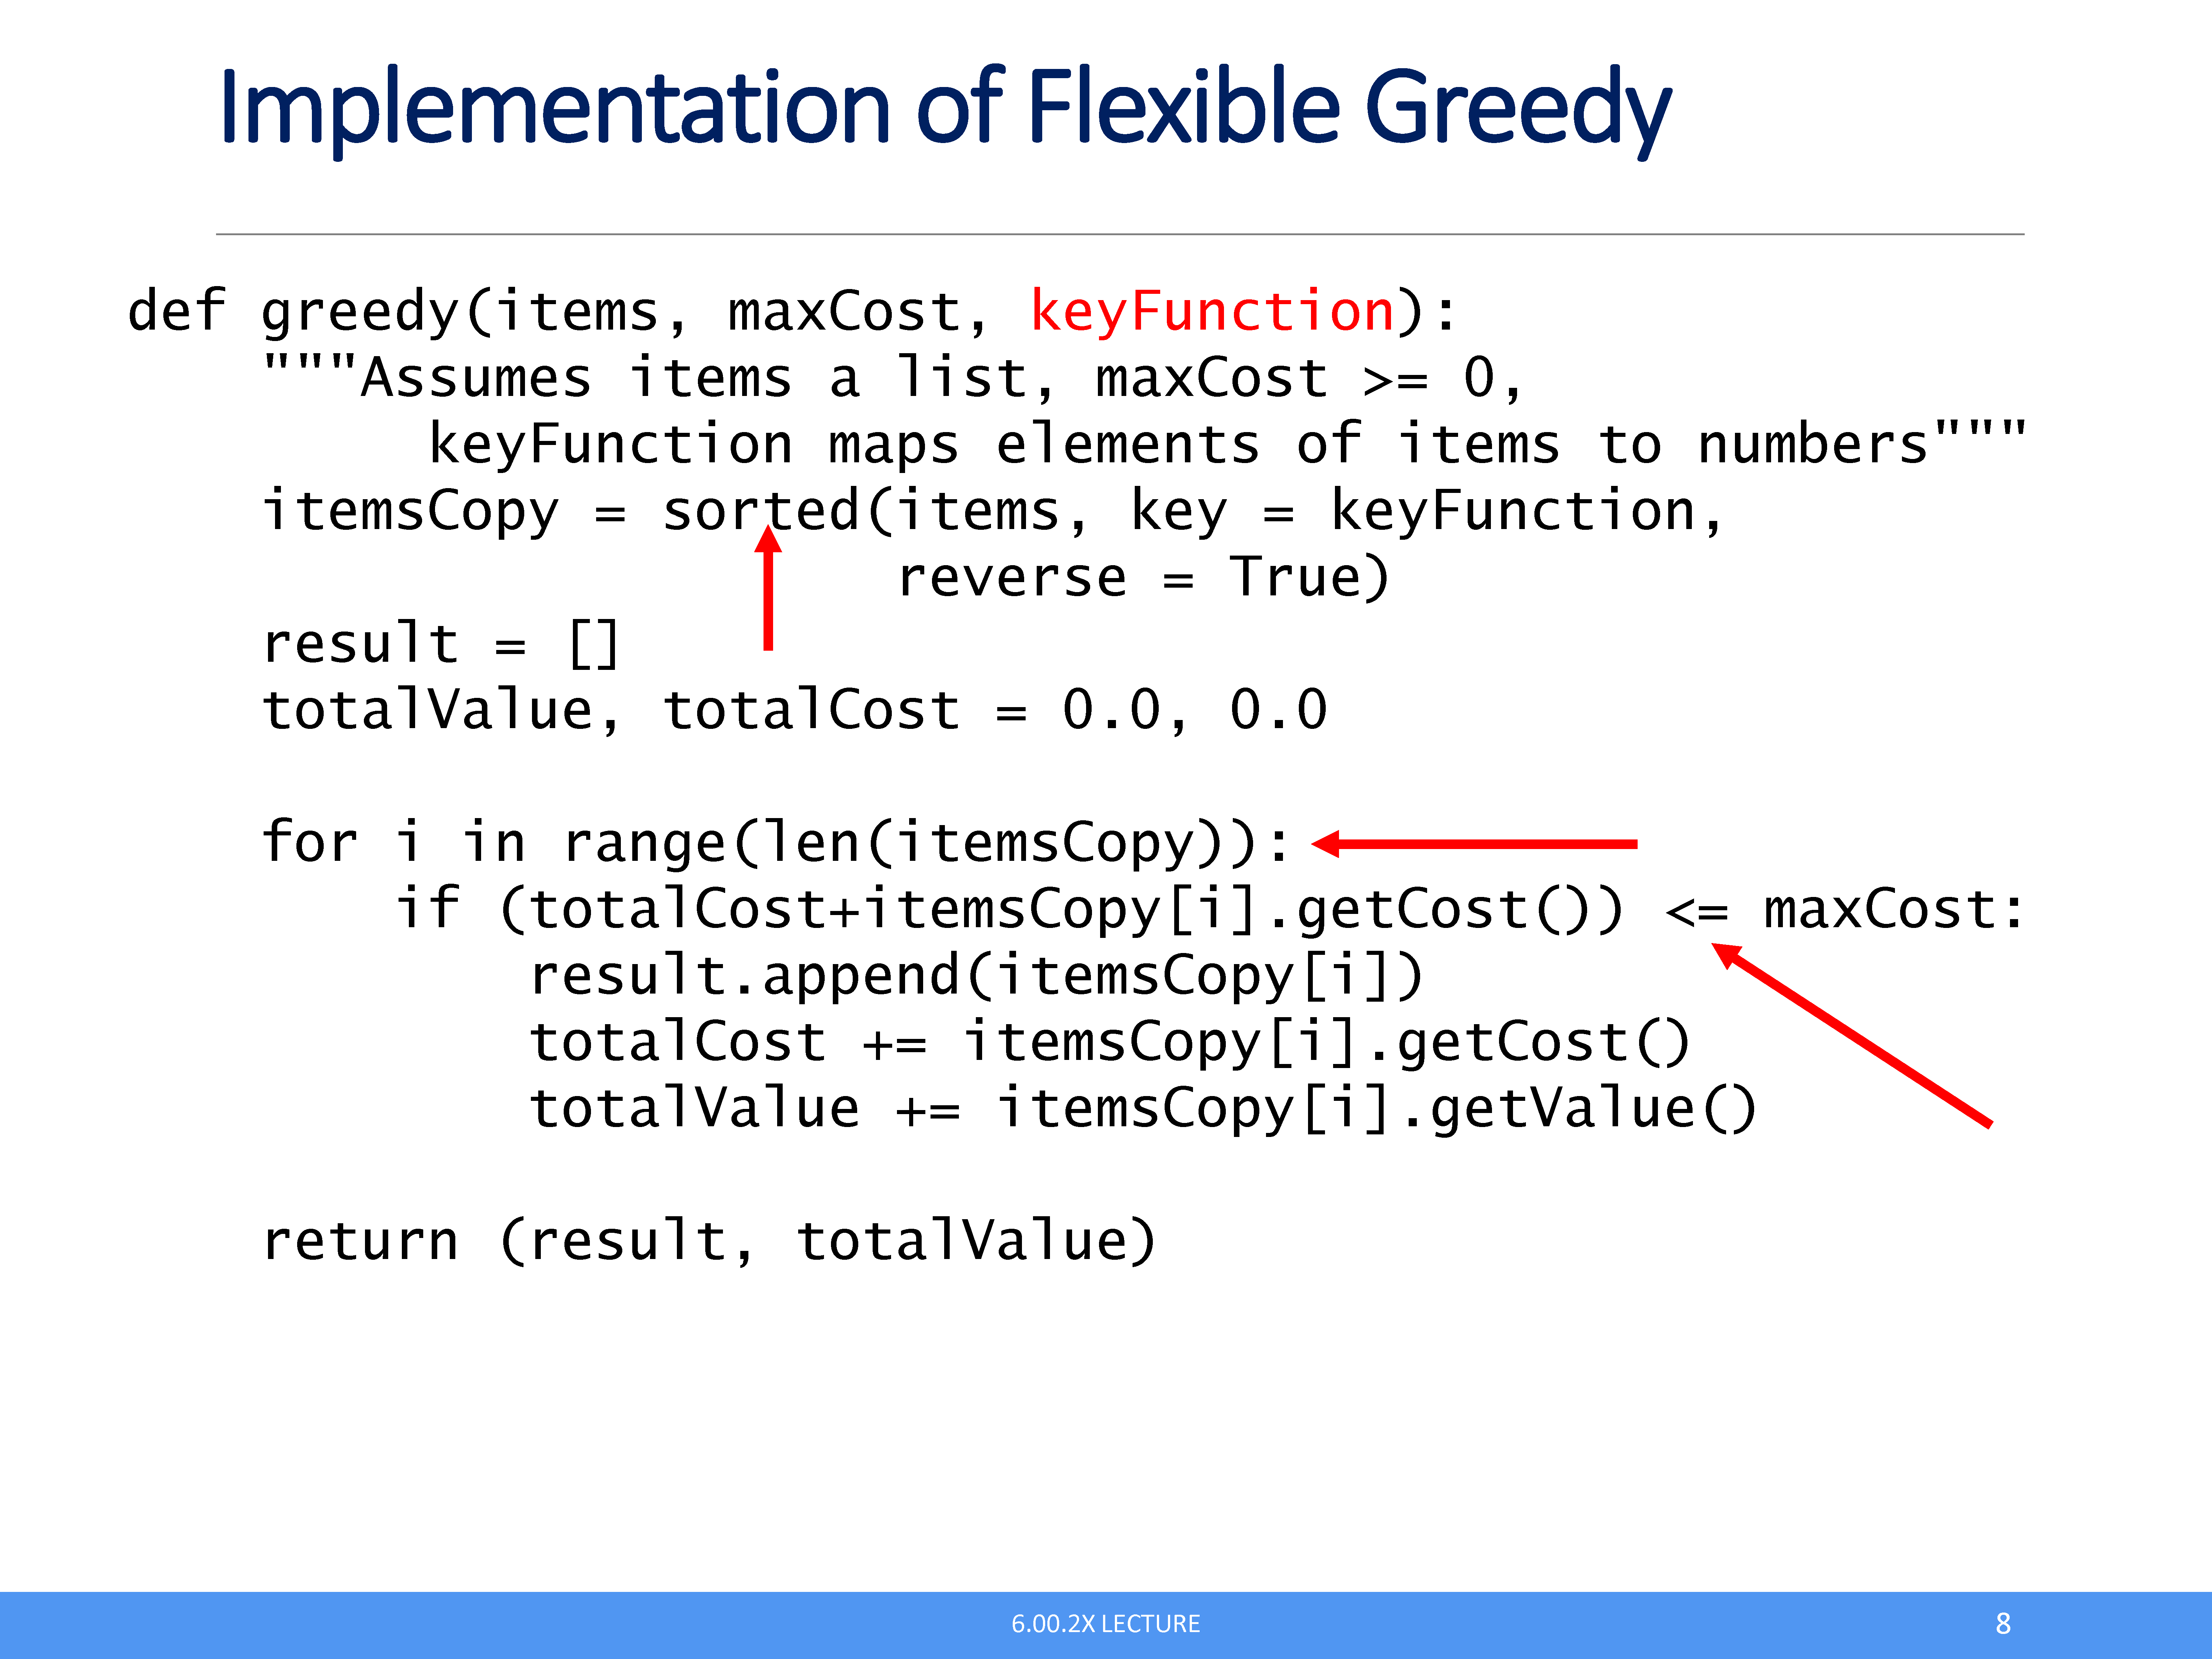 Implementation of Flexible Greedy
def greedy(items, maxCost, keyFunction):
    """Assumes items a list, maxCost >= 0,
         keyFunction maps elements of items to numbers"""
    itemsCopy = sorted(items, key = keyFunction,
                       reverse = True)
    result = []
    totalValue, totalCost = 0.0, 0.0
    for i in range(len(itemsCopy)):
        if (totalCost+itemsCopy[i].getCost()) <= maxCost:
            result.append(itemsCopy[i])
            totalCost += itemsCopy[i].getCost()
            totalValue += itemsCopy[i].getValue()
    return (result, totalValue)
6.00.2X LECTURE
8